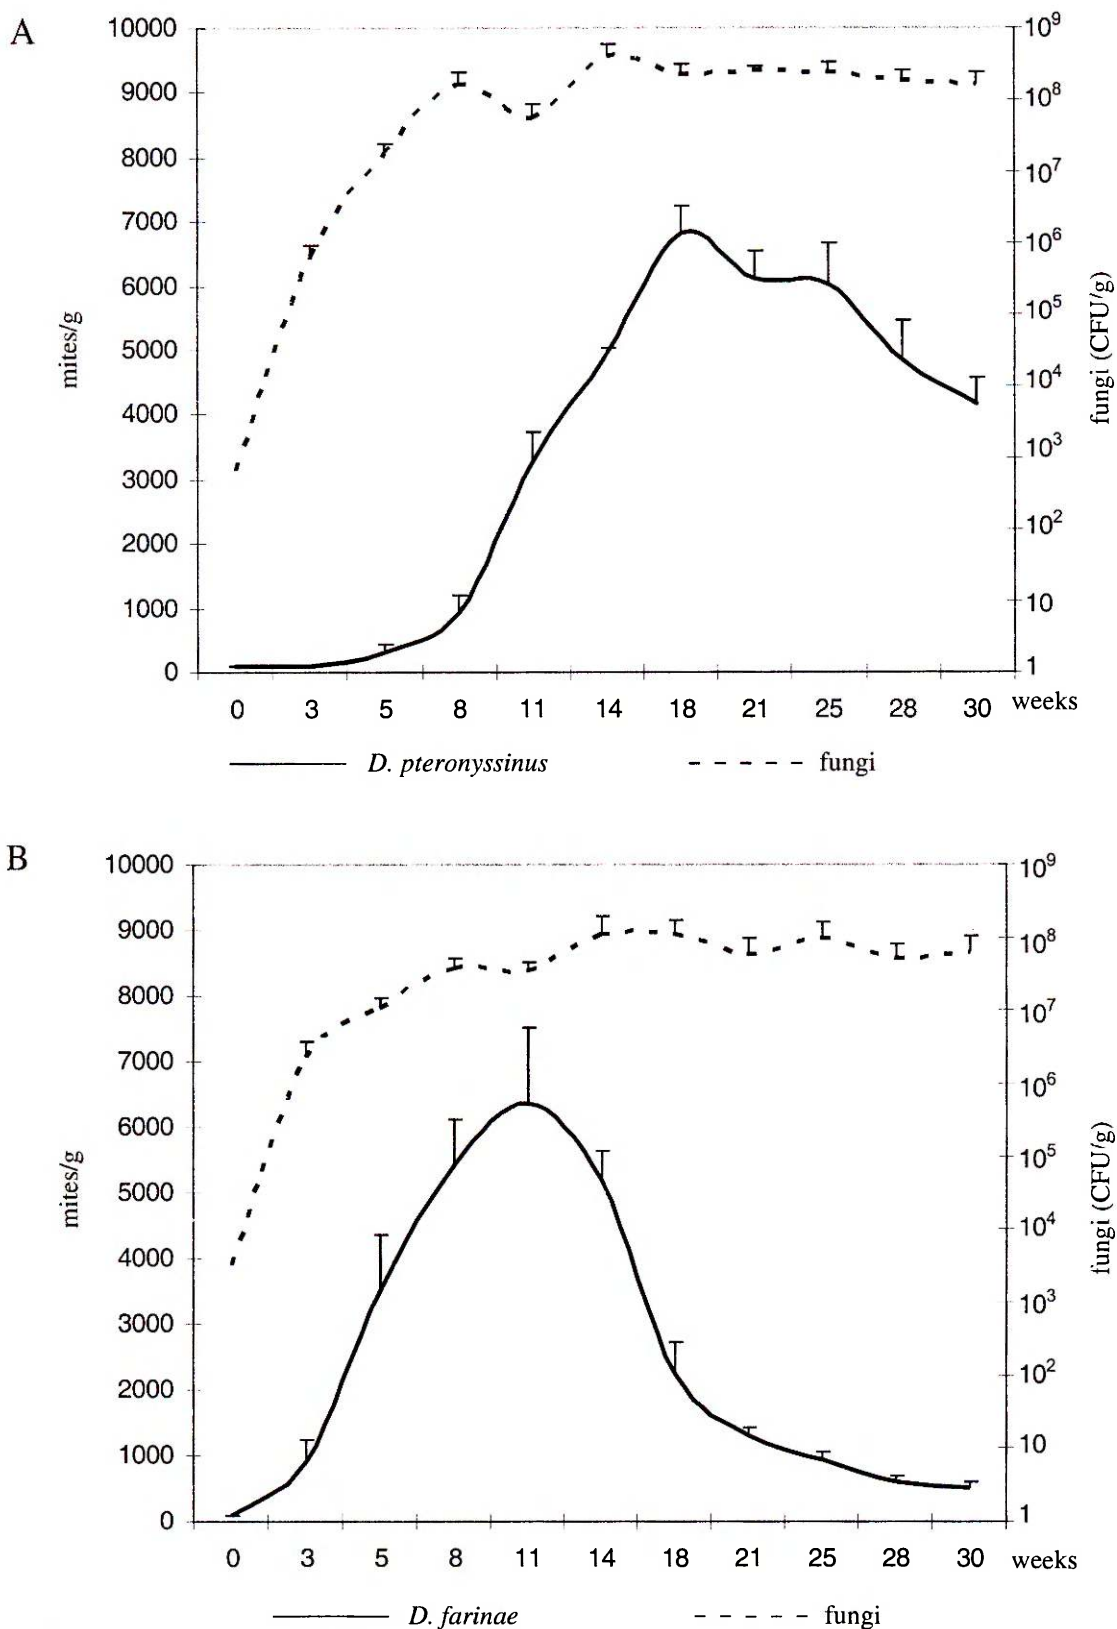 A
10000 10⁹
9000 10⁸
8000 10⁷
7000 10⁶
6000 10⁵
5000 10⁴
4000 10³
3000 10²
2000 10
1000 1
0
mites/g
fungi (CFU/g)
0 3 5 8 11 14 18 21 25 28 30 weeks
D. pteronyssinus fungi
B
10000 10⁹
9000 10⁸
8000 10⁷
7000 10⁶
6000 10⁵
5000 10⁴
4000 10³
3000 10²
2000 10
1000 1
0
mites/g
fungi (CFU/g)
0 3 5 8 11 14 18 21 25 28 30 weeks
D. farinae fungi